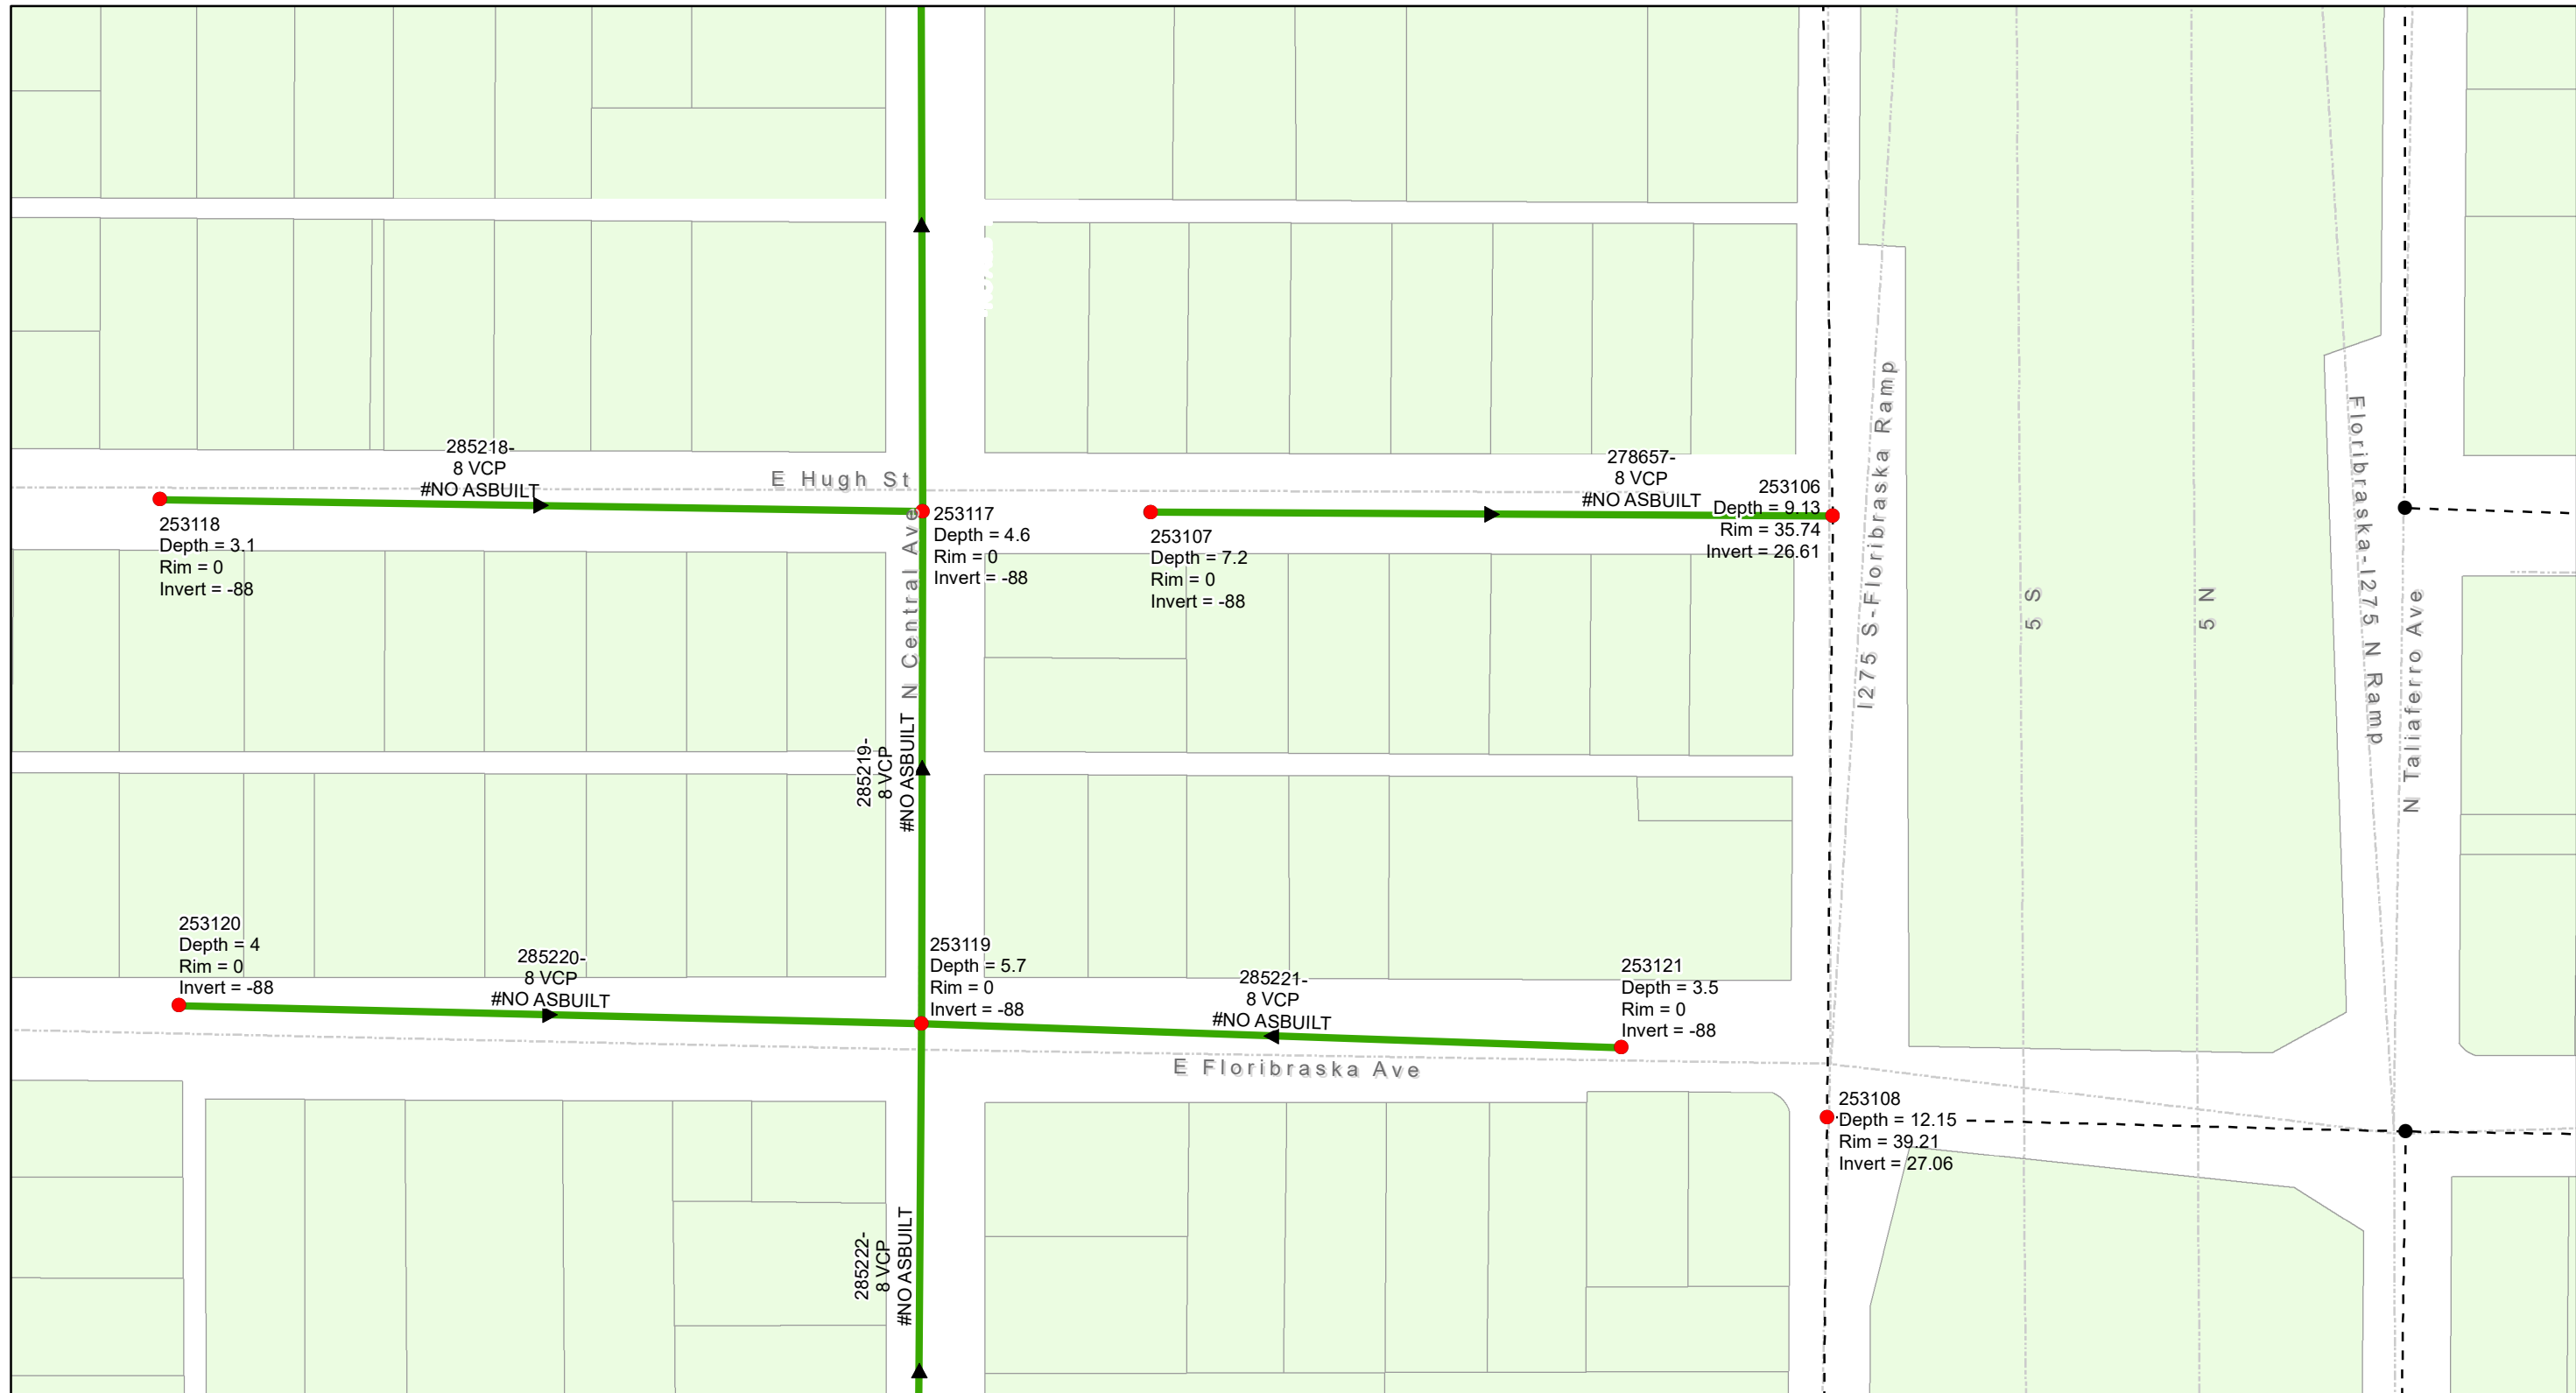 285218-
8 VCP
#NO ASBUILT
E Hugh St
253118
Depth = 3.1
Rim = 0
Invert = -88
253117
Depth = 4.6
Rim = 0
Invert = -88
253107
Depth = 7.2
Rim = 0
Invert = -88
278657-
8 VCP
#NO ASBUILT
253106
Depth = 9.13
Rim = 35.74
Invert = 26.61
N Central Ave
285219-
8 VCP
#NO ASBUILT
I275 S-Floribraska Ramp
5 S
5 N
Floribraska-I275 N Ramp
N Taliaferro Ave
253120
Depth = 4
Rim = 0
Invert = -88
285220-
8 VCP
#NO ASBUILT
253119
Depth = 5.7
Rim = 0
Invert = -88
285221-
8 VCP
#NO ASBUILT
253121
Depth = 3.5
Rim = 0
Invert = -88
E Floribraska Ave
253108
Depth = 12.15
Rim = 39.21
Invert = 27.06
285222-
8 VCP
#NO ASBUILT